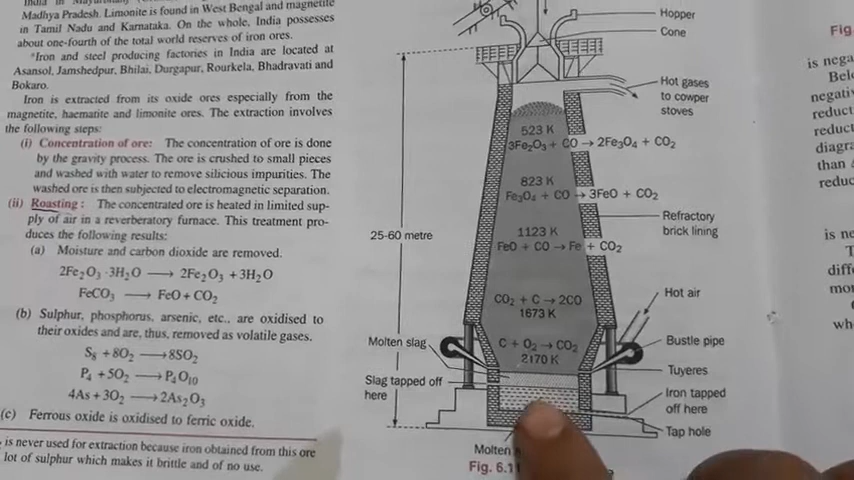 India in
Madhya Pradesh. Limonite is found in West Bengal and magnetite
in Tamil Nadu and Karnataka. On the whole, India possesses
about one-fourth of the total world reserves of iron ores.
*Iron and steel producing factories in India are located at
Asansol, Jamshedpur, Bhilai, Durgapur, Rourkela, Bhadravati and
Bokaro.
Iron is extracted from its oxide ores especially from the
magnetite, haematite and limonite ores. The extraction involves
the following steps:
(i) Concentration of ore: The concentration of ore is done
by the gravity process. The ore is crushed to small pieces
and washed with water to remove silicious impurities. The
washed ore is then subjected to electromagnetic separation.
(ii) Roasting : The concentrated ore is heated in limited sup-
ply of air in a reverberatory furnace. This treatment pro-
duces the following results:
(a) Moisture and carbon dioxide are removed.
2Fe₂O₃ ·3H₂O ⟶ 2Fe₂O₃ +3H₂O
FeCO₃ ⟶ FeO + CO₂
(b) Sulphur, phosphorus, arsenic, etc., are oxidised to
their oxides and are, thus, removed as volatile gases.
S₈ +8O₂ ⟶8SO₂
P₄ +5O₂ ⟶P₄O₁₀
4As +3O₂ ⟶2As₂O₃
(c) Ferrous oxide is oxidised to ferric oxide.
is never used for extraction because iron obtained from this ore
lot of sulphur which makes it brittle and of no use.
Hopper
Cone
Hot gases
to cowper
stoves
523 K
3Fe₂O₃ + CO → 2Fe₃O₄ + CO₂
823 K
Fe₃O₄ + CO → 3FeO + CO₂
Refractory
brick lining
1123 K
25-60 metre
FeO + CO → Fe + CO₂
CO₂ + C → 2CO
1673 K
Hot air
C + O₂ → CO₂
2170 K
Molten slag
Bustle pipe
Tuyeres
Slag tapped off
here
Iron tapped
off here
Tap hole
Molten
Fig. 6.1
Fig.
is nega
Bel
negativ
reduct
reduct
diagra
than
reduc
is ne
T
diff
mor
wh